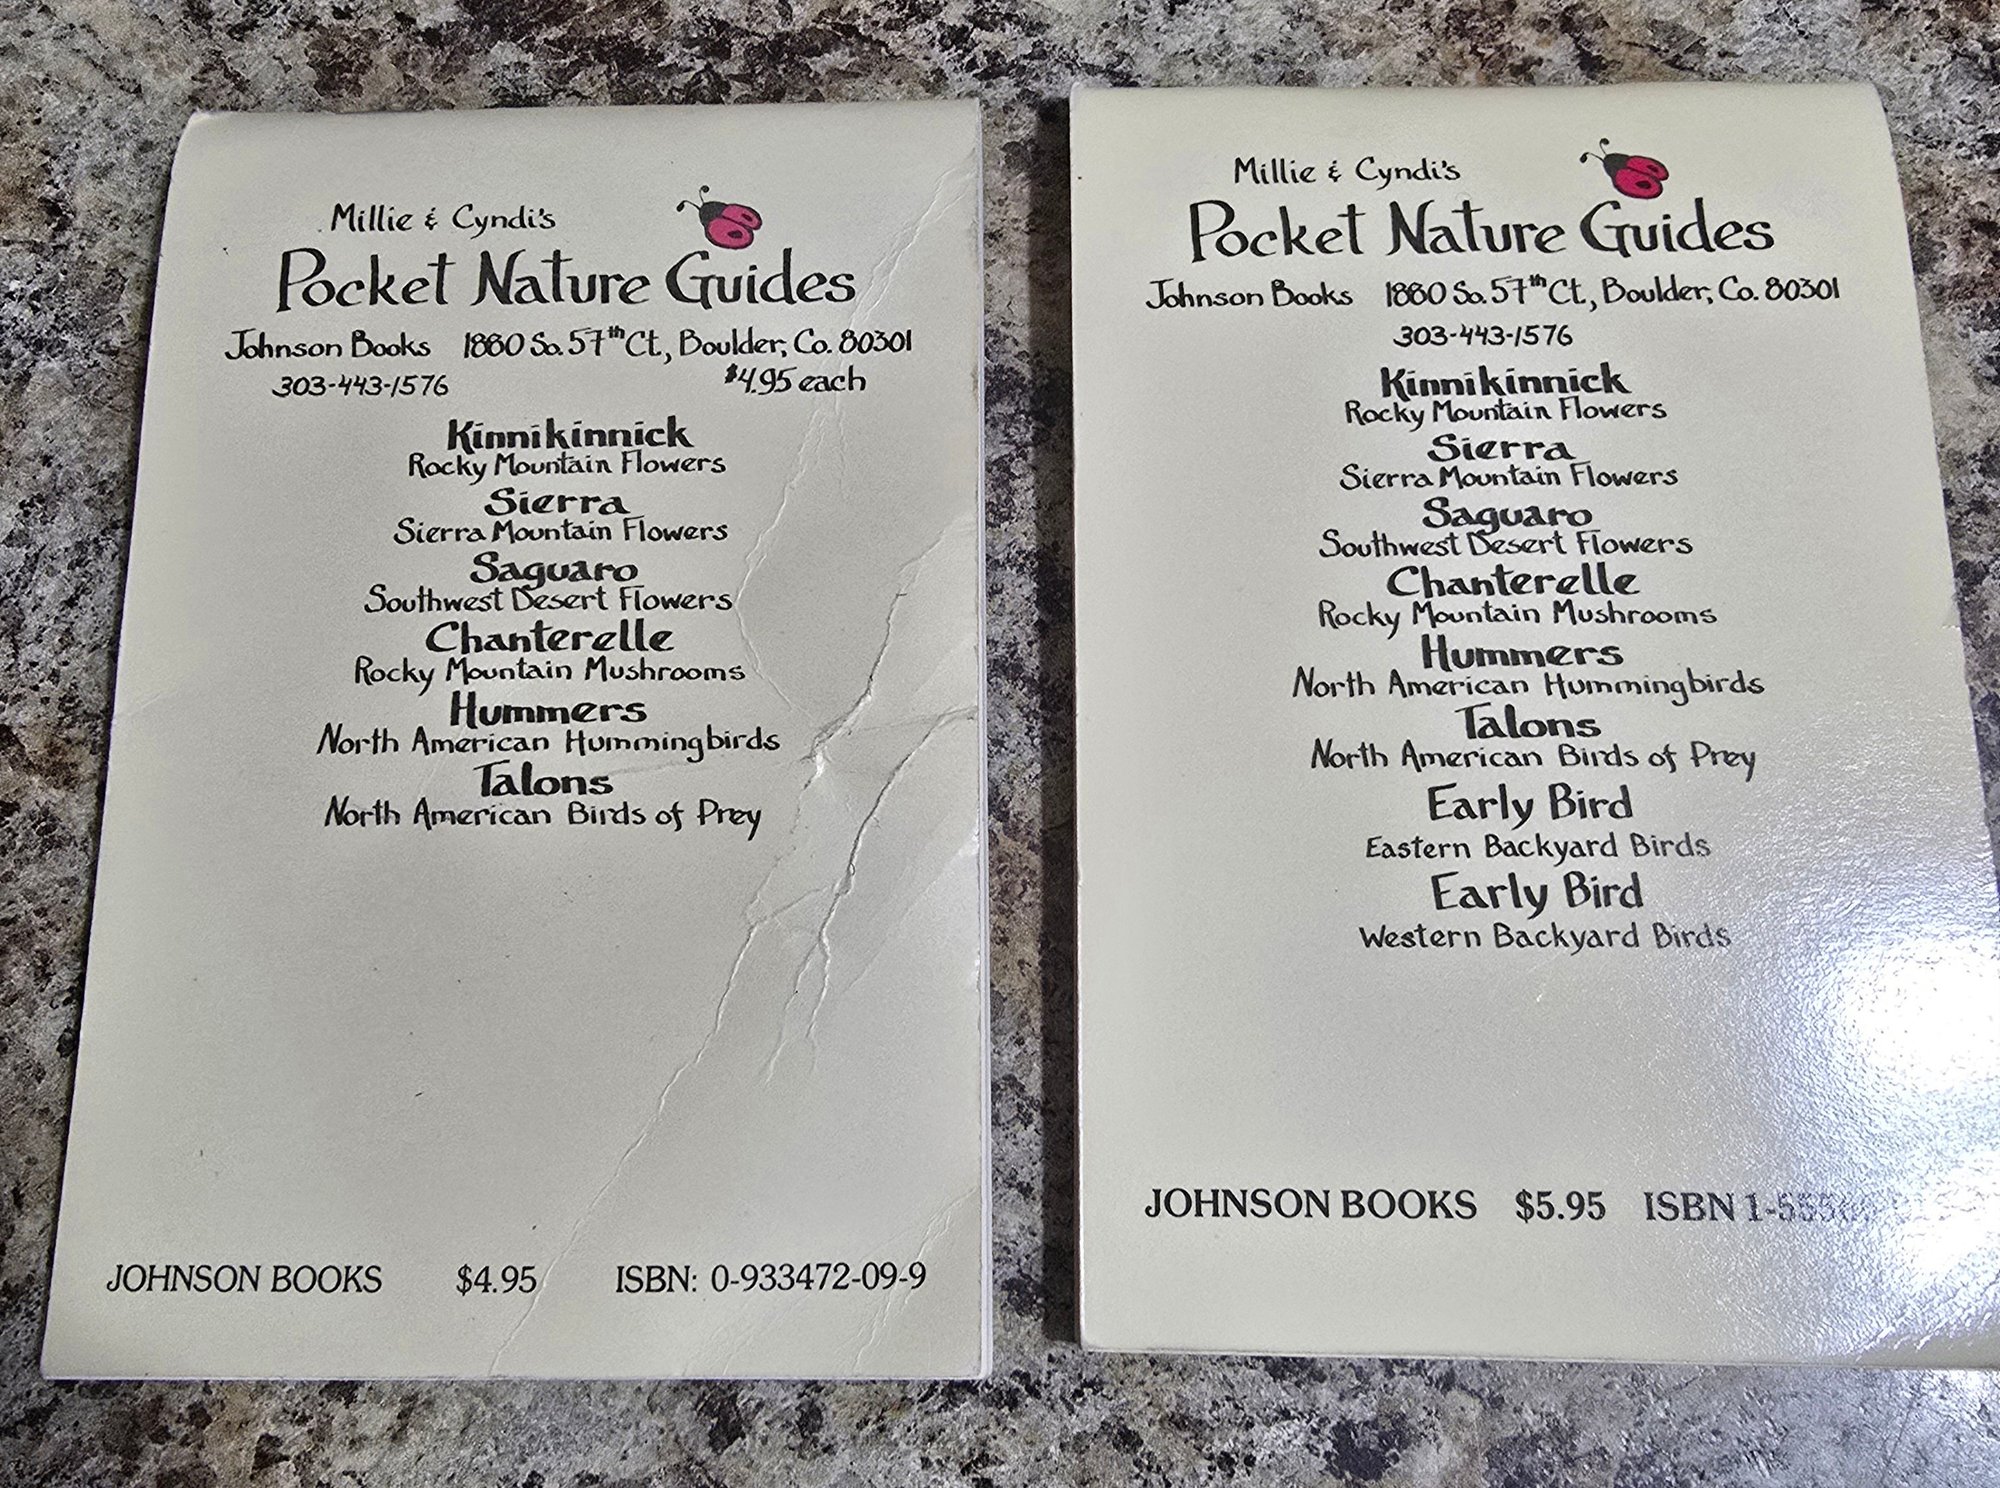 Millie & Cyndi's
Pocket Nature Guides
Johnson Books 1880 So. 57th Ct., Boulder, Co. 80301
303-443-1576 $4.95 each
Kinnikinnick
Rocky Mountain Flowers
Sierra
Sierra Mountain Flowers
Saguaro
Southwest Desert Flowers
Chanterelle
Rocky Mountain Mushrooms
Hummers
North American Hummingbirds
Talons
North American Birds of Prey
JOHNSON BOOKS $4.95 ISBN: 0-933472-09-9
Millie & Cyndi's
Pocket Nature Guides
Johnson Books 1880 So. 57th Ct., Boulder, Co. 80301
303-443-1576
Kinnikinnick
Rocky Mountain Flowers
Sierra
Sierra Mountain Flowers
Saguaro
Southwest Desert Flowers
Chanterelle
Rocky Mountain Mushrooms
Hummers
North American Hummingbirds
Talons
North American Birds of Prey
Early Bird
Eastern Backyard Birds
Early Bird
Western Backyard Birds
JOHNSON BOOKS $5.95 ISBN